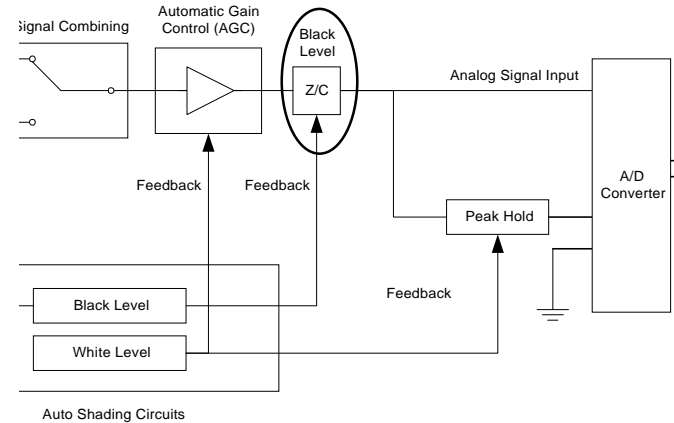 Signal Combining
Automatic Gain
Control (AGC)
Black
Level
Z/C
Analog Signal Input
A/D
Converter
Feedback
Feedback
Peak Hold
Feedback
Black Level
White Level
Auto Shading Circuits